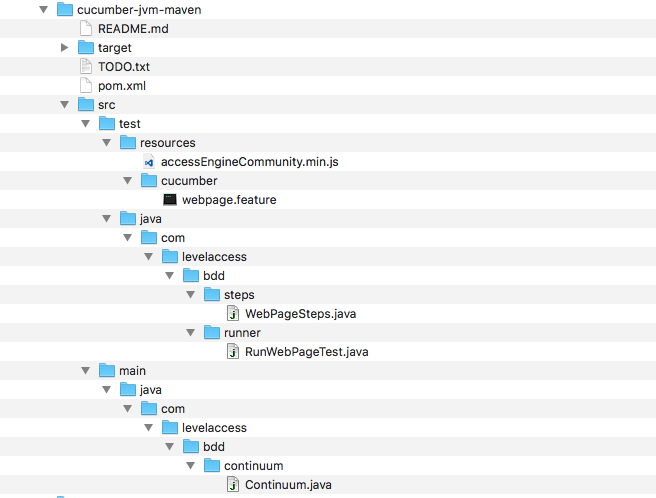 cucumber-jvm-maven
README.md
target
TODO.txt
pom.xml
src
test
resources
accessEngineCommunity.min.js
cucumber
webpage.feature
java
com
levelaccess
bdd
steps
WebPageSteps.java
runner
RunWebPageTest.java
main
java
com
levelaccess
bdd
continuum
Continuum.java